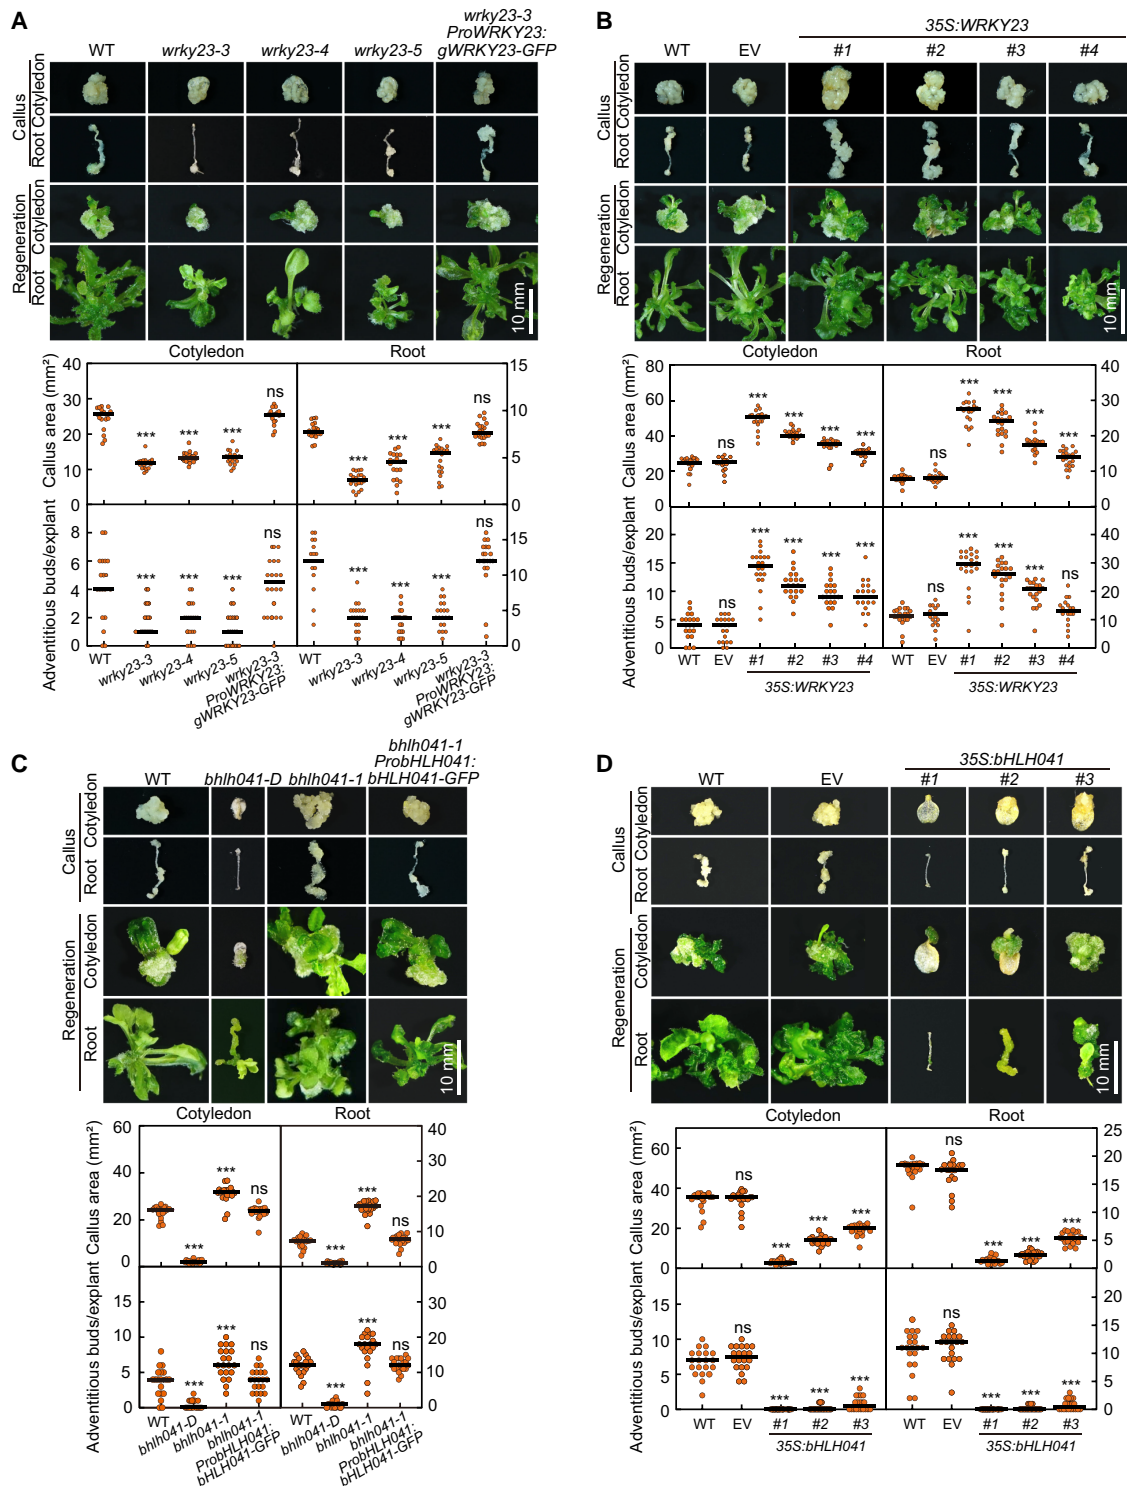 A
WT
wrky23-3
wrky23-4
wrky23-5
wrky23-3
ProWRKY23:
gWRKY23-GFP
Callus
Cotyledon
Root
Regeneration
Cotyledon
Root
10 mm
Cotyledon
Root
Callus area (mm²)
40
30
20
10
0
15
10
5
0
*** *** *** ns
*** *** *** ns
Adventitious buds/explant
8
6
4
2
0
15
10
5
0
*** *** *** ns
*** *** *** ns
WT
wrky23-3
wrky23-4
wrky23-5
wrky23-3
ProWRKY23:
gWRKY23-GFP
WT
wrky23-3
wrky23-4
wrky23-5
wrky23-3
ProWRKY23:
gWRKY23-GFP
B
35S:WRKY23
WT
EV
#1
#2
#3
#4
Callus
Cotyledon
Root
Regeneration
Cotyledon
Root
10 mm
Cotyledon
Root
Callus area (mm²)
80
60
40
20
0
40
30
20
10
0
ns *** *** *** ***
ns *** *** *** ***
Adventitious buds/explant
20
15
10
5
0
40
30
20
10
0
ns *** *** *** ***
ns *** *** *** ns
WT EV #1 #2 #3 #4
WT EV #1 #2 #3 #4
35S:WRKY23
35S:WRKY23
C
WT
bhlh041-D
bhlh041-1
bhlh041-1
ProbHLH041:
bHLH041-GFP
Callus
Cotyledon
Root
Regeneration
Cotyledon
Root
10 mm
Cotyledon
Root
Callus area (mm²)
60
40
20
0
40
30
20
10
0
*** *** ns
*** *** ns
Adventitious buds/explant
15
10
5
0
30
20
10
0
*** *** ns
*** *** ns
WT
bhlh041-D
bhlh041-1
bhlh041-1
ProbHLH041:
bHLH041-GFP
WT
bhlh041-D
bhlh041-1
bhlh041-1
ProbHLH041:
bHLH041-GFP
D
35S:bHLH041
WT
EV
#1
#2
#3
Callus
Cotyledon
Root
Regeneration
Cotyledon
Root
10 mm
Cotyledon
Root
Callus area (mm²)
60
40
20
0
25
20
15
10
5
0
ns *** *** ***
ns *** *** ***
Adventitious buds/explant
15
10
5
0
20
15
10
5
0
ns *** *** ***
ns *** *** ***
WT EV #1 #2 #3
WT EV #1 #2 #3
35S:bHLH041
35S:bHLH041